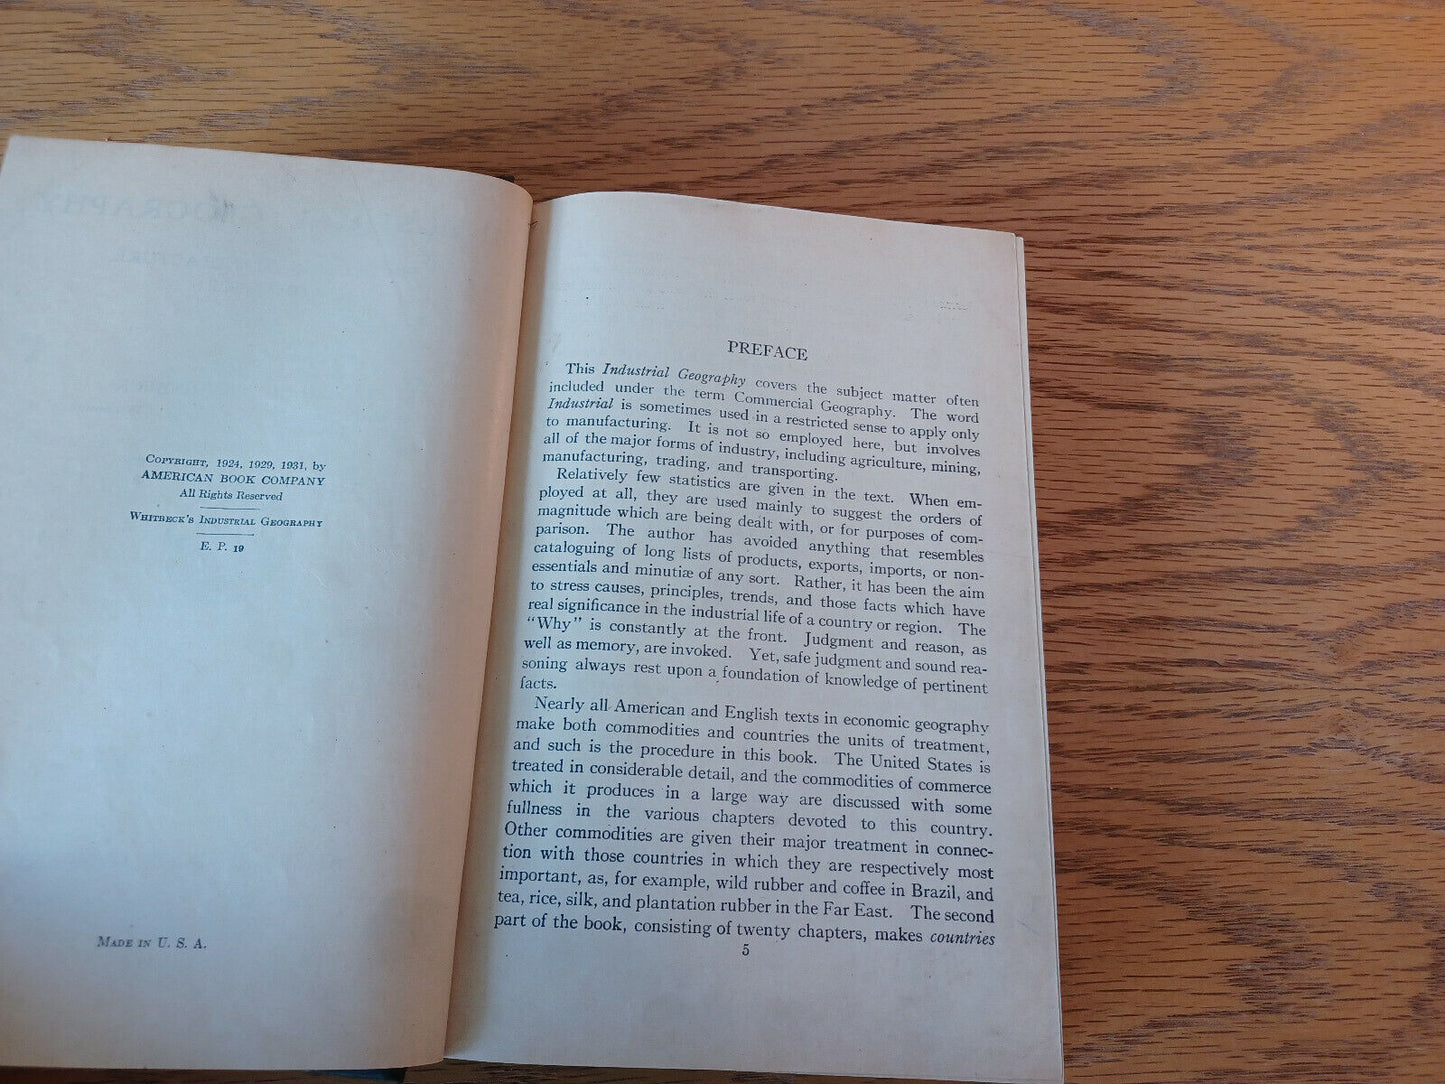 COPYRIGHT, 1924, 1929, 1931, BY
AMERICAN BOOK COMPANY
All Rights Reserved
WHITBECK'S INDUSTRIAL GEOGRAPHY
E. P. 19
MADE IN U. S. A.
PREFACE
This Industrial Geography covers the subject matter often
included under the term Commercial Geography. The word
Industrial is sometimes used in a restricted sense to apply only
to manufacturing. It is not so employed here, but involves
all of the major forms of industry, including agriculture, mining,
manufacturing, trading, and transporting.
Relatively few statistics are given in the text. When em-
ployed at all, they are used mainly to suggest the orders of
magnitude which are being dealt with, or for purposes of com-
parison. The author has avoided anything that resembles
cataloguing of long lists of products, exports, imports, or non-
essentials and minutiæ of any sort. Rather, it has been the aim
to stress causes, principles, trends, and those facts which have
real significance in the industrial life of a country or region. The
"Why" is constantly at the front. Judgment and reason, as
well as memory, are invoked. Yet, safe judgment and sound rea-
soning always rest upon a foundation of knowledge of pertinent
facts.
Nearly all American and English texts in economic geography
make both commodities and countries the units of treatment,
and such is the procedure in this book. The United States is
treated in considerable detail, and the commodities of commerce
which it produces in a large way are discussed with some
fullness in the various chapters devoted to this country.
Other commodities are given their major treatment in connec-
tion with those countries in which they are respectively most
important, as, for example, wild rubber and coffee in Brazil, and
tea, rice, silk, and plantation rubber in the Far East. The second
part of the book, consisting of twenty chapters, makes countries
5